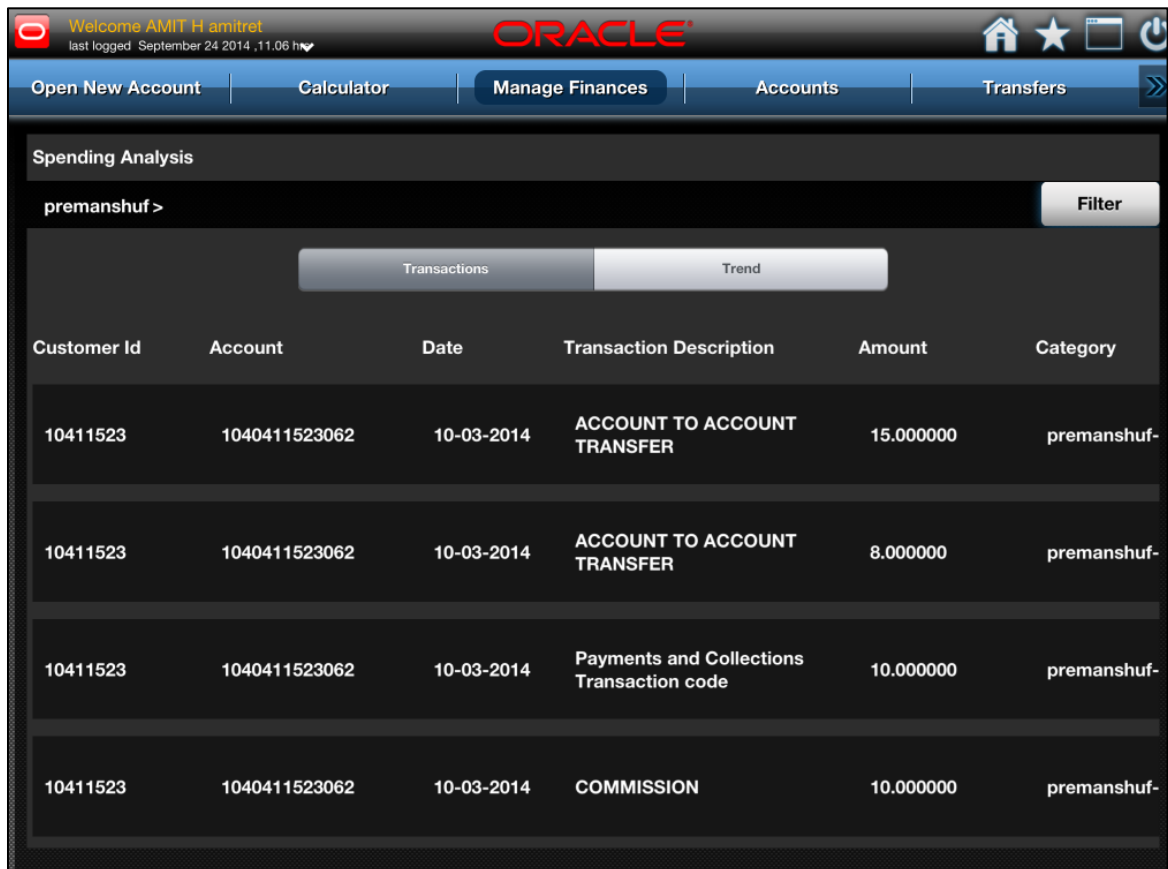 Welcome AMIT H amitret
last logged September 24 2014 ,11.06 hr
ORACLE
Open New Account Calculator Manage Finances Accounts Transfers
Spending Analysis
premanshuf > Filter
Transactions Trend
Customer Id Account Date Transaction Description Amount Category
10411523 1040411523062 10-03-2014 ACCOUNT TO ACCOUNT TRANSFER 15.000000 premanshuf-
10411523 1040411523062 10-03-2014 ACCOUNT TO ACCOUNT TRANSFER 8.000000 premanshuf-
10411523 1040411523062 10-03-2014 Payments and Collections Transaction code 10.000000 premanshuf-
10411523 1040411523062 10-03-2014 COMMISSION 10.000000 premanshuf-